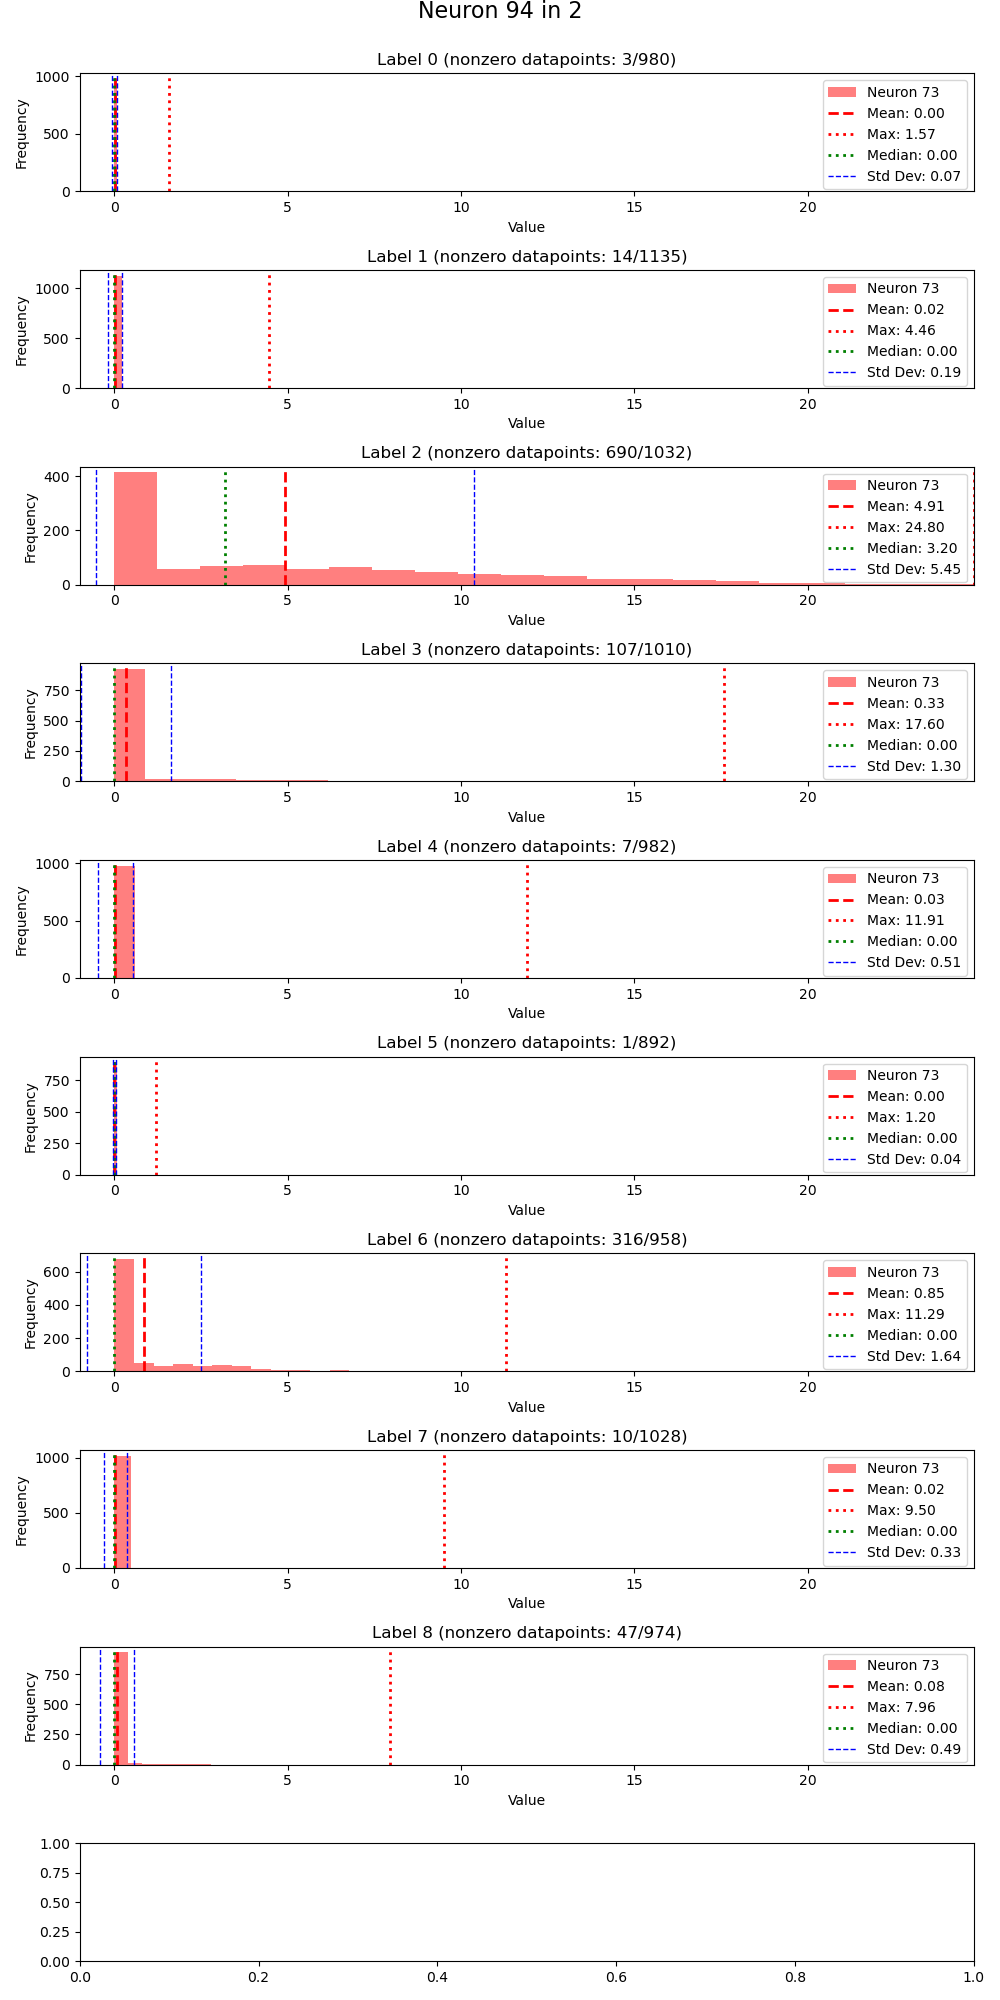 Neuron 94 in 2
Label 0 (nonzero datapoints: 3/980)
Frequency
1000
500
0
Neuron 73
Mean: 0.00
Max: 1.57
Median: 0.00
Std Dev: 0.07
0 5 10 15 20
Value
Label 1 (nonzero datapoints: 14/1135)
Frequency
1000
500
0
Neuron 73
Mean: 0.02
Max: 4.46
Median: 0.00
Std Dev: 0.19
0 5 10 15 20
Value
Label 2 (nonzero datapoints: 690/1032)
Frequency
400
200
0
Neuron 73
Mean: 4.91
Max: 24.80
Median: 3.20
Std Dev: 5.45
0 5 10 15 20
Value
Label 3 (nonzero datapoints: 107/1010)
Frequency
750
500
250
0
Neuron 73
Mean: 0.33
Max: 17.60
Median: 0.00
Std Dev: 1.30
0 5 10 15 20
Value
Label 4 (nonzero datapoints: 7/982)
Frequency
1000
500
0
Neuron 73
Mean: 0.03
Max: 11.91
Median: 0.00
Std Dev: 0.51
0 5 10 15 20
Value
Label 5 (nonzero datapoints: 1/892)
Frequency
750
500
250
0
Neuron 73
Mean: 0.00
Max: 1.20
Median: 0.00
Std Dev: 0.04
0 5 10 15 20
Value
Label 6 (nonzero datapoints: 316/958)
Frequency
600
400
200
0
Neuron 73
Mean: 0.85
Max: 11.29
Median: 0.00
Std Dev: 1.64
0 5 10 15 20
Value
Label 7 (nonzero datapoints: 10/1028)
Frequency
1000
500
0
Neuron 73
Mean: 0.02
Max: 9.50
Median: 0.00
Std Dev: 0.33
0 5 10 15 20
Value
Label 8 (nonzero datapoints: 47/974)
Frequency
750
500
250
0
Neuron 73
Mean: 0.08
Max: 7.96
Median: 0.00
Std Dev: 0.49
0 5 10 15 20
Value
1.00
0.75
0.50
0.25
0.00
0.0 0.2 0.4 0.6 0.8 1.0